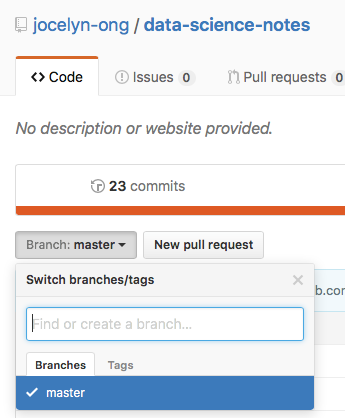 jocelyn-ong / data-science-notes
Code Issues 0 Pull requests 0
No description or website provided.
23 commits
Branch: master New pull request
Switch branches/tags
b.con
Find or create a branch...
Branches Tags
master